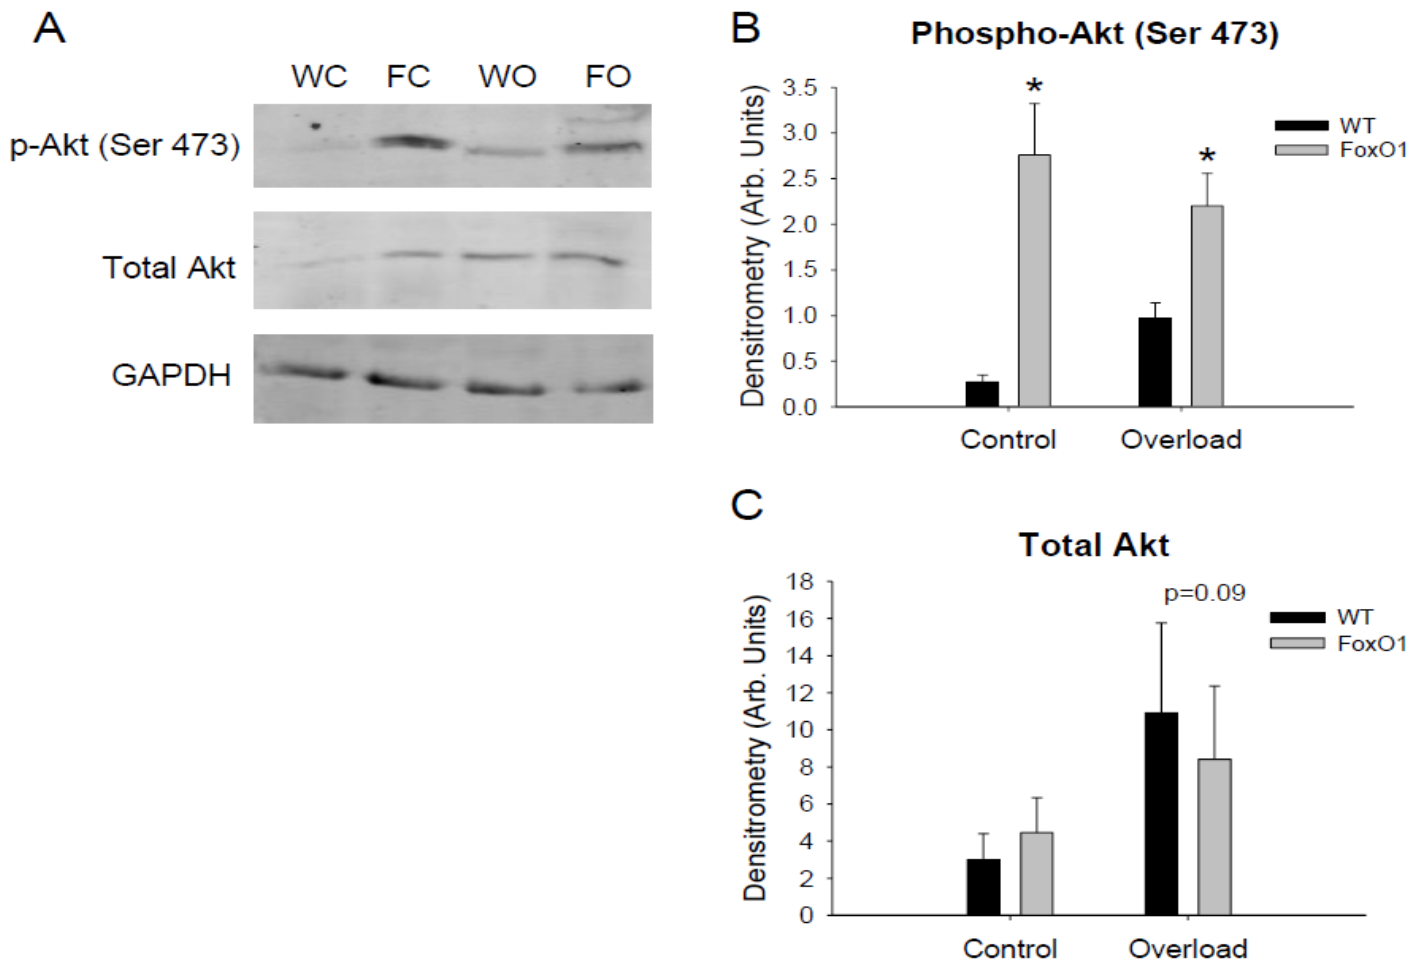 A
WC FC WO FO
p-Akt (Ser 473)
Total Akt
GAPDH
B
Phospho-Akt (Ser 473)
Densitrometry (Arb. Units)
3.5
3.0
2.5
2.0
1.5
1.0
0.5
0.0
*
*
WT
FoxO1
Control Overload
C
Total Akt
Densitrometry (Arb. Units)
18
16
14
12
10
8
6
4
2
0
p=0.09
WT
FoxO1
Control Overload